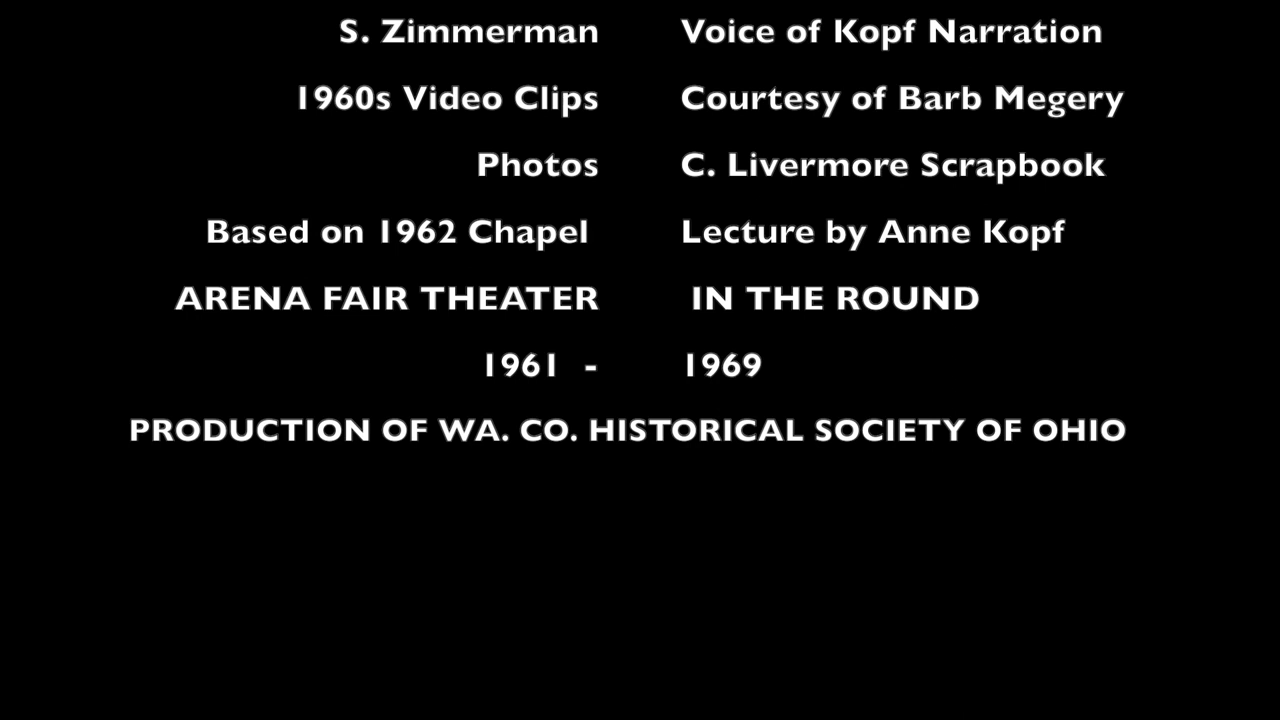 S. Zimmerman Voice of Kopf Narration
1960s Video Clips Courtesy of Barb Megery
Photos C. Livermore Scrapbook
Based on 1962 Chapel Lecture by Anne Kopf
ARENA FAIR THEATER IN THE ROUND
1961 - 1969
PRODUCTION OF WA. CO. HISTORICAL SOCIETY OF OHIO